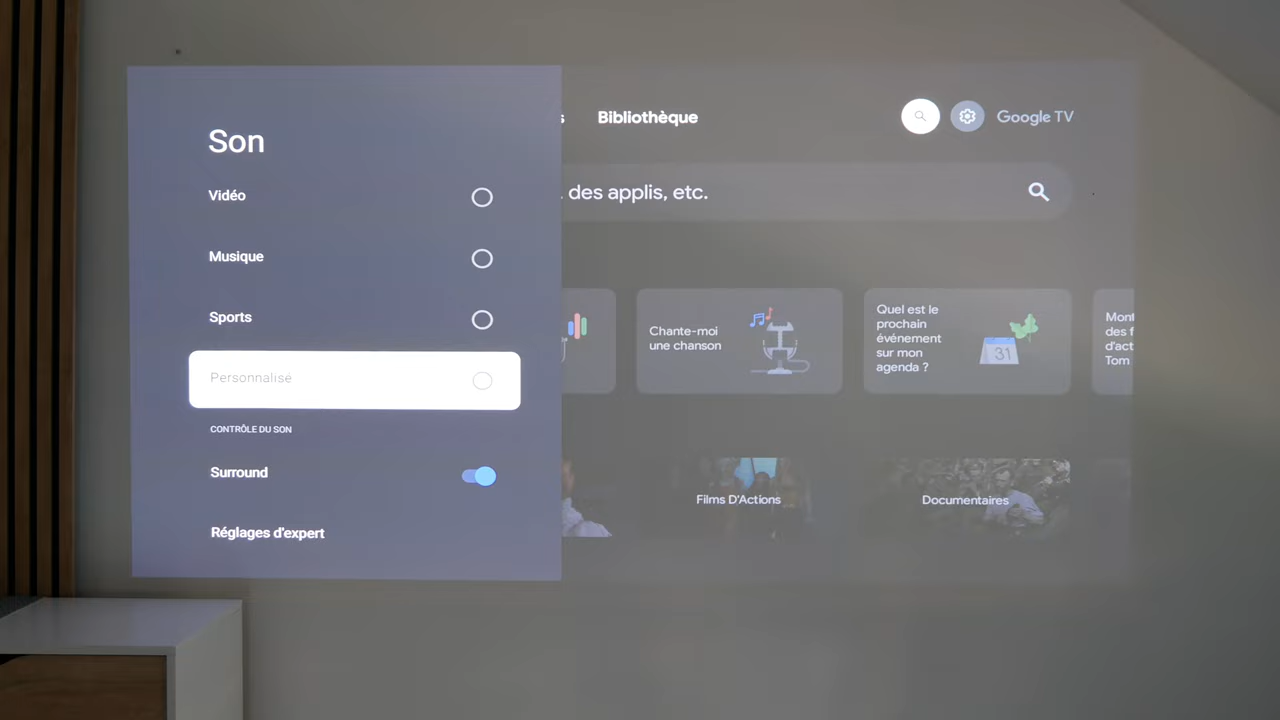 Son
Vidéo
Musique
Sports
Personnalisé
CONTRÔLE DU SON
Surround
Réglages d'expert
Bibliothèque
Google TV
des applis, etc.
Chante-moi
une chanson
Quel est le
prochain
événement
sur mon
agenda ?
31
Films D'Actions
Documentaires